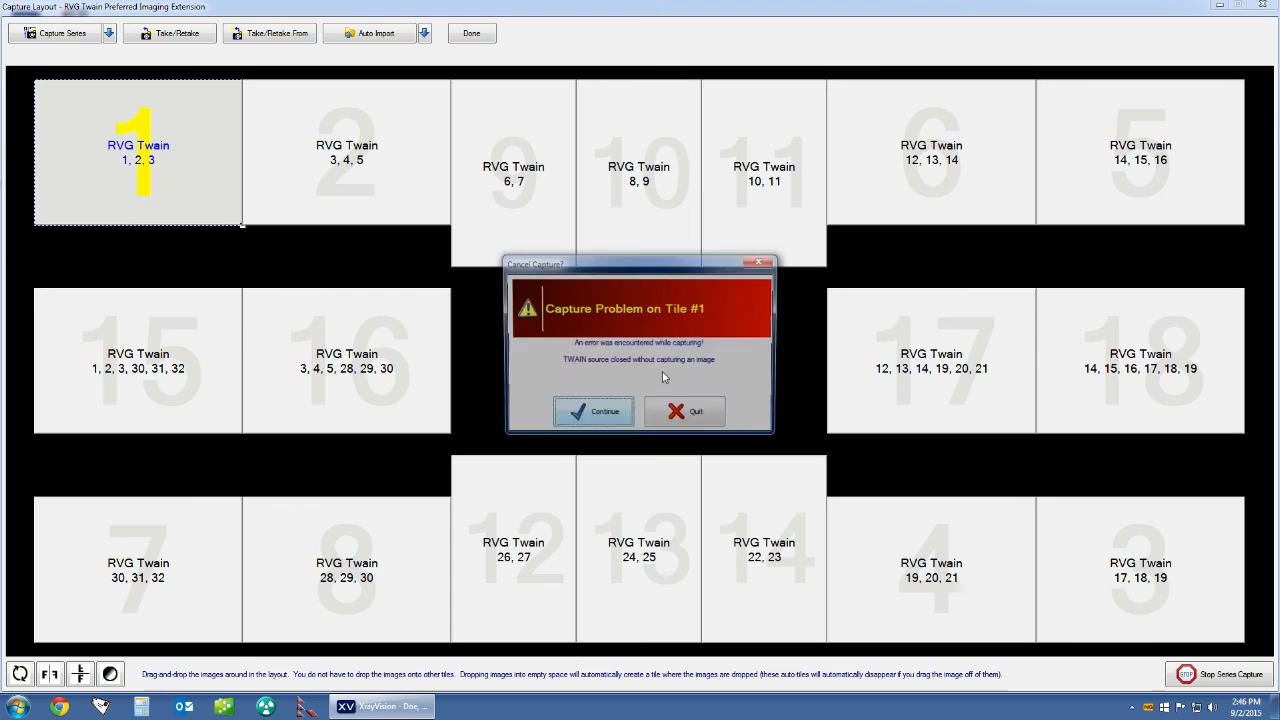 Capture Layout - RVG Twain Preferred Imaging Extension
Capture Series
Take/Retake
Take/Retake From
Auto Import
Done
1
RVG Twain
1, 2, 3
2
RVG Twain
3, 4, 5
9
RVG Twain
6, 7
10
RVG Twain
8, 9
11
RVG Twain
10, 11
6
RVG Twain
12, 13, 14
5
RVG Twain
14, 15, 16
Cancel Capture?
Capture Problem on Tile #1
An error was encountered while capturing!
TWAIN source closed without capturing an image
Continue
Quit
15
RVG Twain
1, 2, 3, 30, 31, 32
16
RVG Twain
3, 4, 5, 28, 29, 30
17
RVG Twain
12, 13, 14, 19, 20, 21
18
RVG Twain
14, 15, 16, 17, 18, 19
7
RVG Twain
30, 31, 32
8
RVG Twain
28, 29, 30
12
RVG Twain
26, 27
13
RVG Twain
24, 25
14
RVG Twain
22, 23
4
RVG Twain
19, 20, 21
3
RVG Twain
17, 18, 19
Drag-and-drop the images around in the layout. You do not have to drop the images onto other tiles. Dropping images into empty space will automatically create a tile where the images are dropped (these auto-tiles will automatically disappear if you drag the image off of them).
STOP
Stop Series Capture
XV
XrayVision - Doe, ...
2:46 PM
9/2/2015